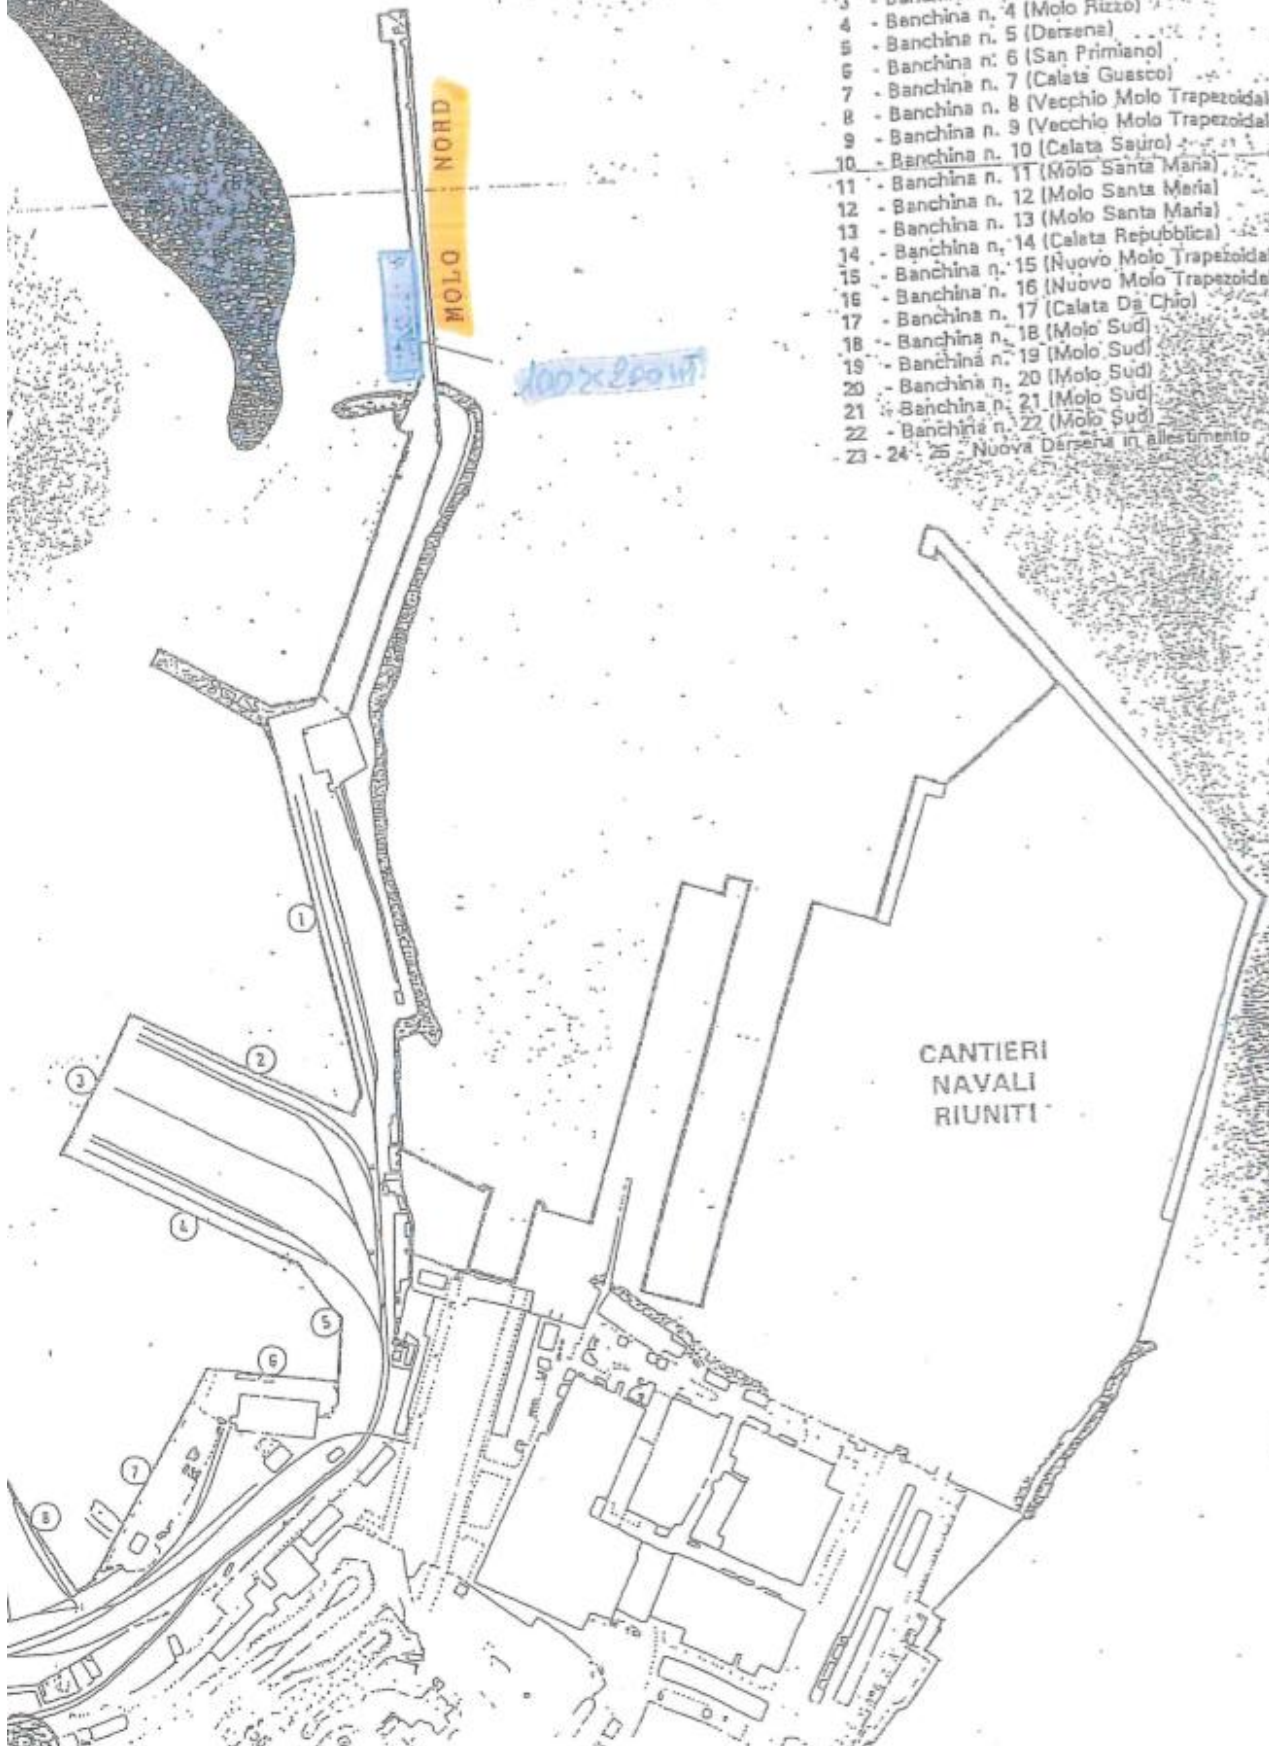 4 - Banchina n. 4 (Molo Rizzo)
5 - Banchina n. 5 (Darsena)
6 - Banchina n. 6 (San Primiano)
7 - Banchina n. 7 (Calata Guasco)
8 - Banchina n. 8 (Vecchio Molo Trapezoidal
9 - Banchina n. 9 (Vecchio Molo Trapezoidal
10 - Banchina n. 10 (Calata Sauro)
11 - Banchina n. 11 (Molo Santa Maria)
12 - Banchina n. 12 (Molo Santa Maria)
13 - Banchina n. 13 (Molo Santa Maria)
14 - Banchina n. 14 (Calata Repubblica)
15 - Banchina n. 15 (Nuovo Molo Trapezoidal
16 - Banchina n. 16 (Nuovo Molo Trapezoidal
17 - Banchina n. 17 (Calata Da Chio)
18 - Banchina n. 18 (Molo Sud)
19 - Banchina n. 19 (Molo Sud)
20 - Banchina n. 20 (Molo Sud)
21 - Banchina n. 21 (Molo Sud)
22 - Banchina n. 22 (Molo Sud)
23 - 24 - 25 - Nuova Darsena in allestimento
MOLO NORD
100x200 mT
1
2
3
CANTIERI
NAVALI
RIUNITI
4
5
6
7
8